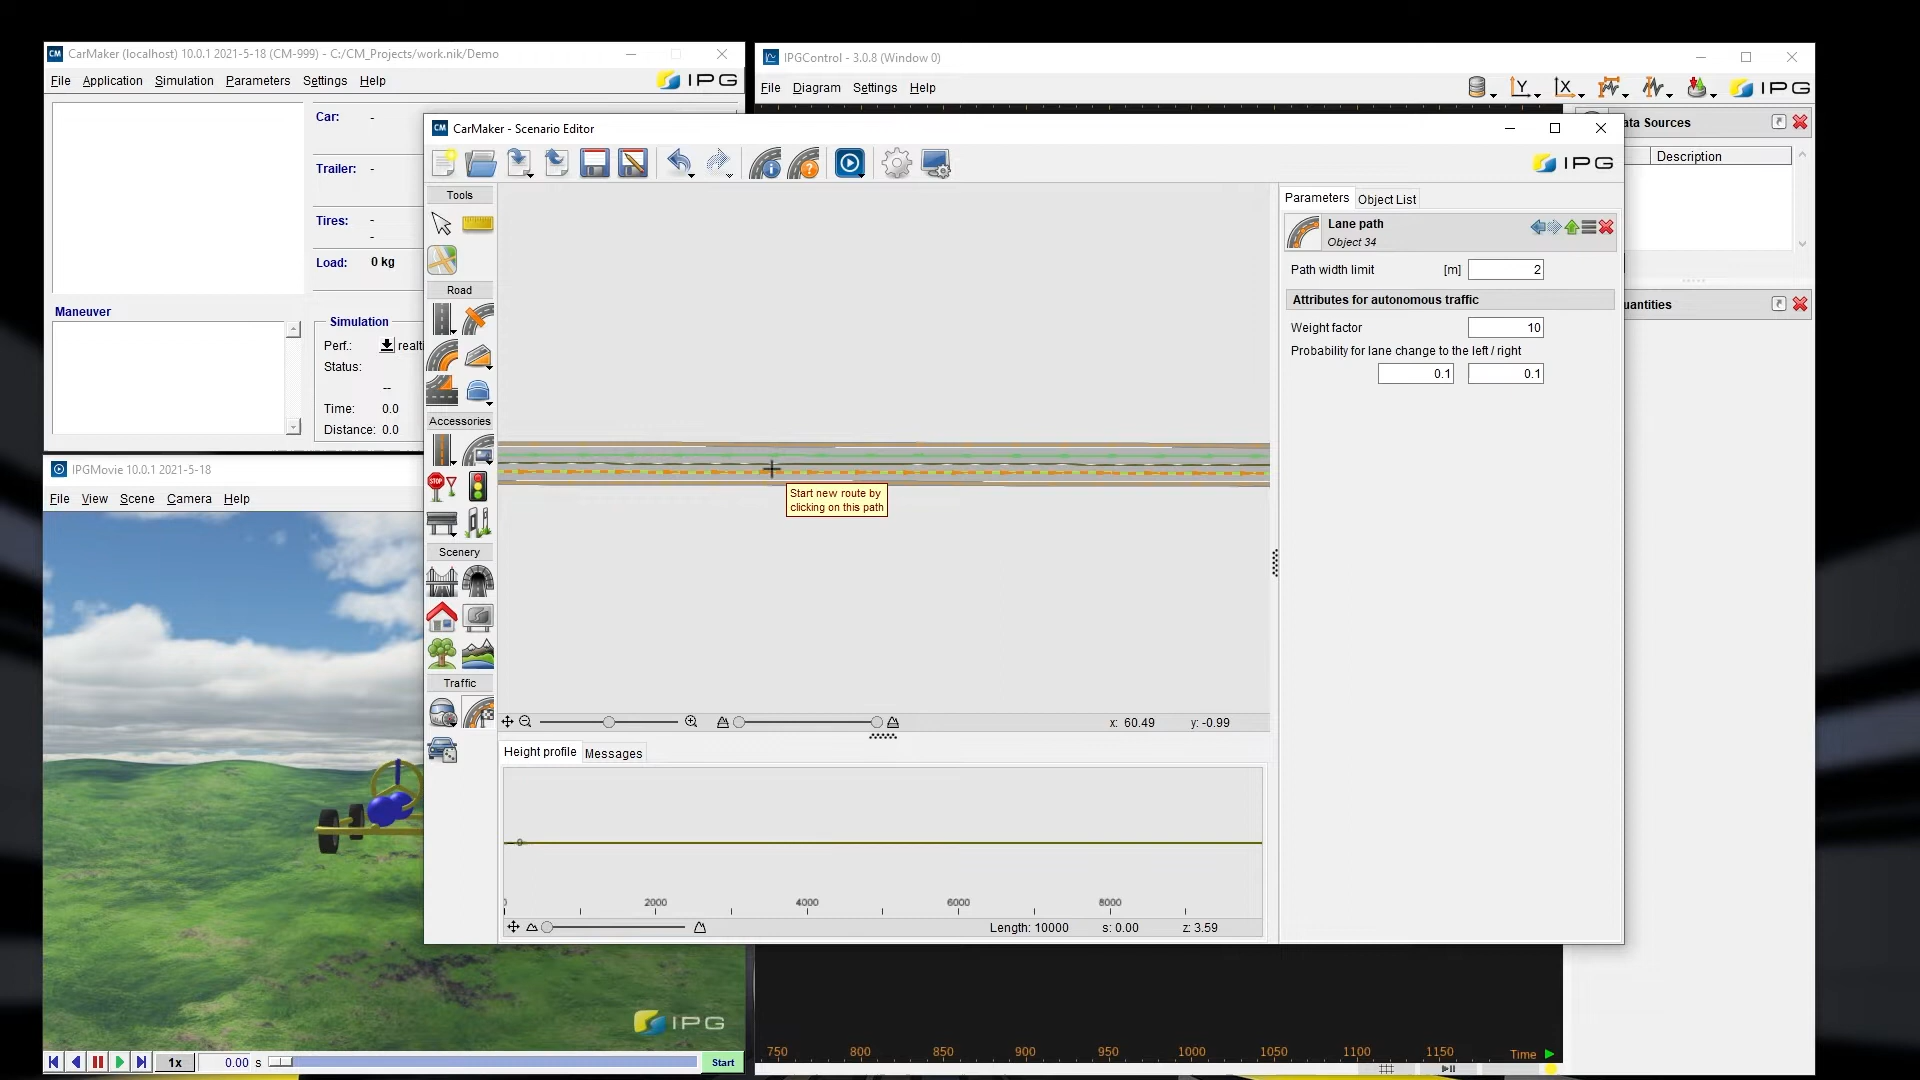 CarMaker (localhost) 10.0.1 2021-5-18 (CM-999) - C:/CM_Projects/work.nik/Demo
File Application Simulation Parameters Settings Help
IPG
Car: -
Trailer: -
Tires: -
-
Load: 0 kg
Maneuver
Simulation
Perf.: realti
Status:
--
Time: 0.0
Distance: 0.0
IPGControl - 3.0.8 (Window 0)
File Diagram Settings Help
IPG
ata Sources
Description
uantities
CarMaker - Scenario Editor
IPG
Tools
Road
Accessories
STOP
Scenery
Traffic
Start new route by
clicking on this path
x: 60.49 y: -0.99
Height profile Messages
0
2000 4000 6000 8000
Length: 10000 s: 0.00 z: 3.59
Parameters Object List
Lane path
Object 34
Path width limit [m] 2
Attributes for autonomous traffic
Weight factor 10
Probability for lane change to the left / right
0.1 0.1
IPGMovie 10.0.1 2021-5-18
File View Scene Camera Help
IPG
1x 0.00 s Start
750 800 850 900 950 1000 1050 1100 1150 Time